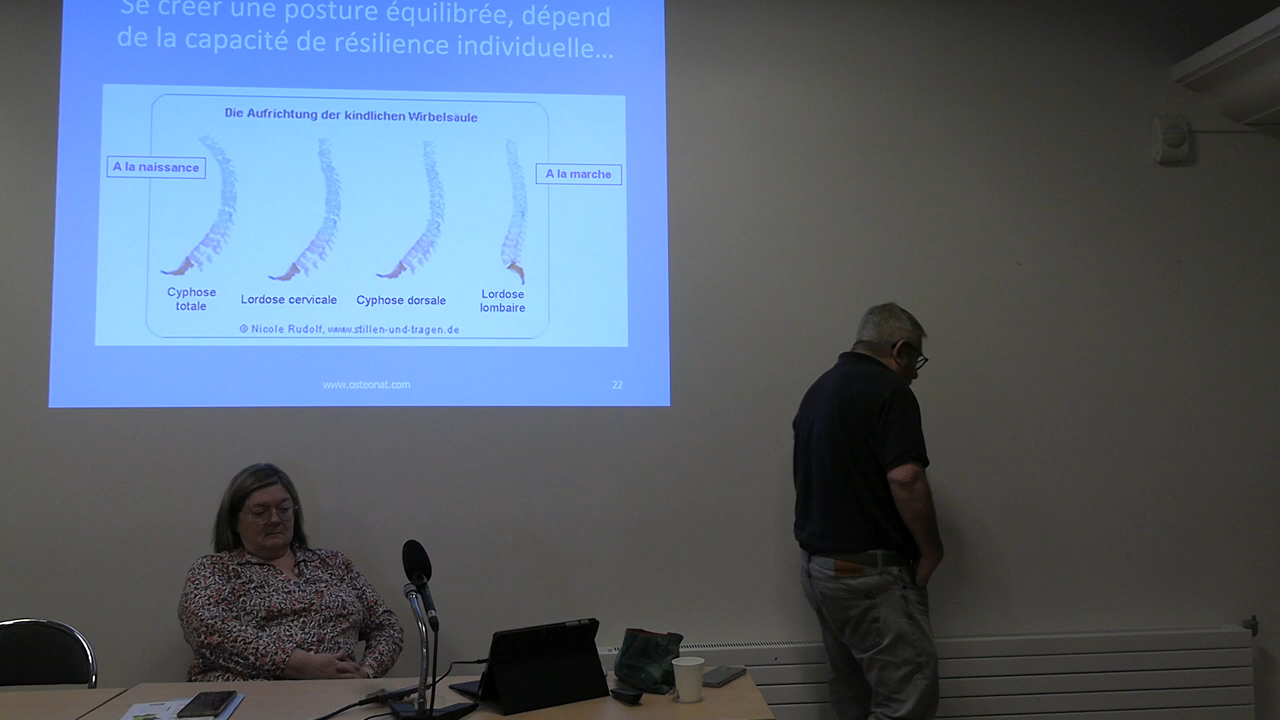 Se créer une posture équilibrée, dépend
de la capacité de résilience individuelle...
Die Aufrichtung der kindlichen Wirbelsäule
A la naissance
A la marche
Cyphose
totale
Lordose cervicale
Cyphose dorsale
Lordose
lombaire
© Nicole Rudolf, www.stillen-und-tragen.de
www.osteonat.com
22